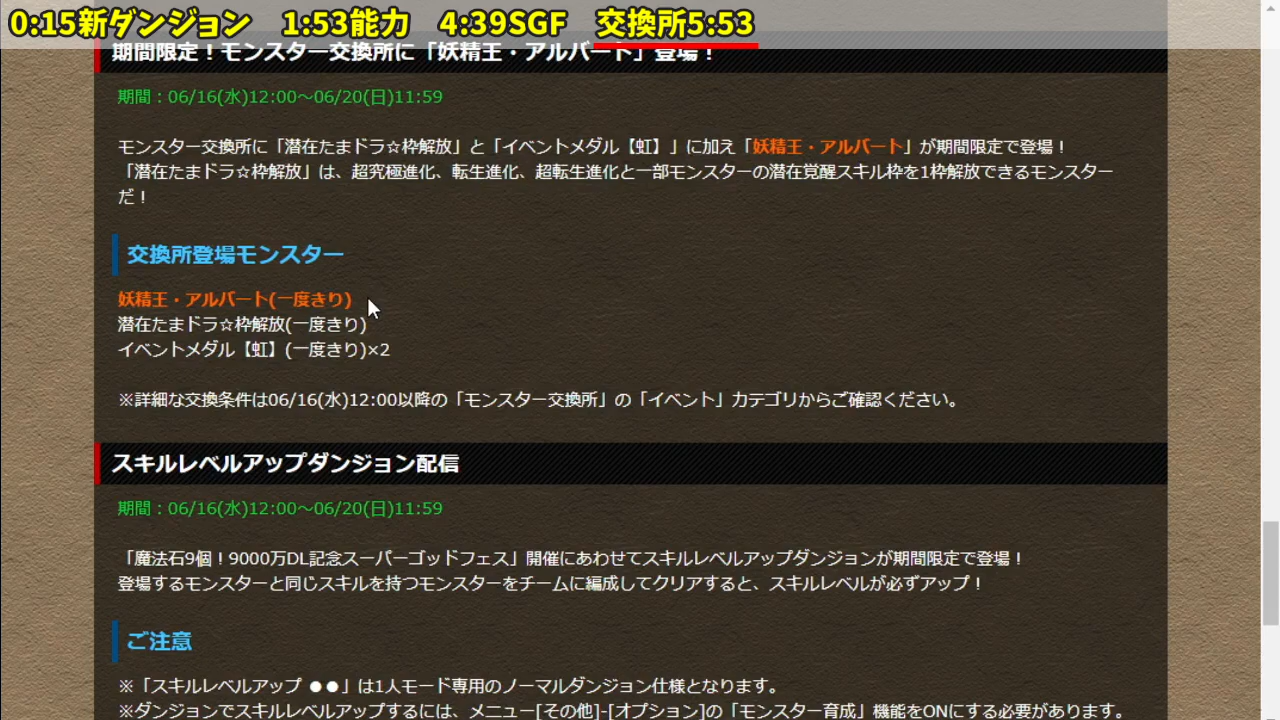 0:15新ダンジョン 1:53能力 4:39SGF 交換所5:53
期間限定！モンスター交換所に「妖精王・アルバート」登場！
期間：06/16(水)12:00～06/20(日)11:59
モンスター交換所に「潜在たまドラ☆枠解放」と「イベントメダル【虹】」に加え「妖精王・アルバート」が期間限定で登場！
「潜在たまドラ☆枠解放」は、超究極進化、転生進化、超転生進化と一部モンスターの潜在覚醒スキル枠を1枠解放できるモンスター
だ！
交換所登場モンスター
妖精王・アルバート(一度きり)
潜在たまドラ☆枠解放(一度きり)
イベントメダル【虹】(一度きり)×2
※詳細な交換条件は06/16(水)12:00以降の「モンスター交換所」の「イベント」カテゴリからご確認ください。
スキルレベルアップダンジョン配信
期間：06/16(水)12:00～06/20(日)11:59
「魔法石9個！9000万DL記念スーパーゴッドフェス」開催にあわせてスキルレベルアップダンジョンが期間限定で登場！
登場するモンスターと同じスキルを持つモンスターをチームに編成してクリアすると、スキルレベルが必ずアップ！
ご注意
※「スキルレベルアップ ●●」は1人モード専用のノーマルダンジョン仕様となります。
※ダンジョンでスキルレベルアップするには、メニュー[その他]-[オプション]の「モンスター育成」機能をONにする必要があります。